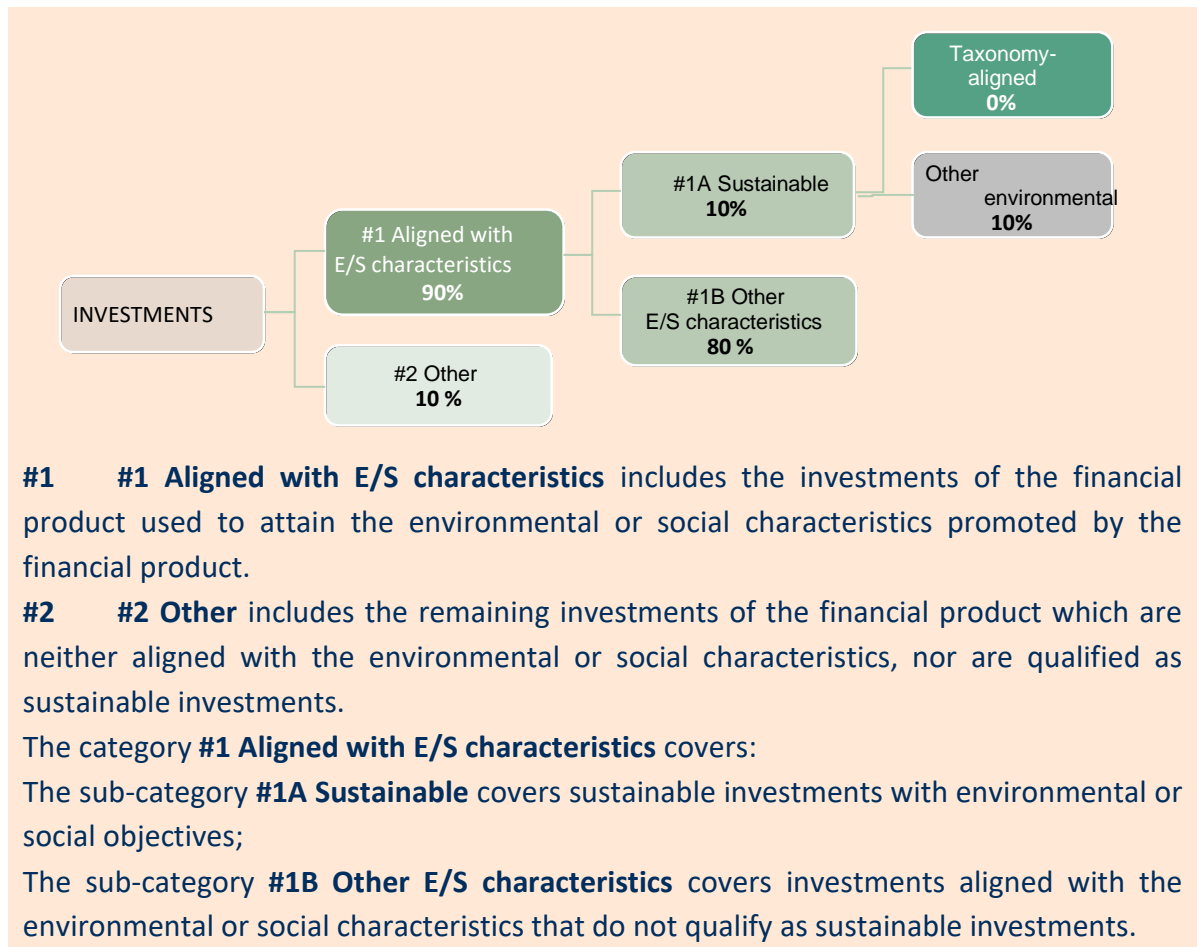 Taxonomy-
aligned
0%
#1A Sustainable
10%
Other
environmental
10%
#1 Aligned with
E/S characteristics
90%
INVESTMENTS
#1B Other
E/S characteristics
80 %
#2 Other
10 %
#1 #1 Aligned with E/S characteristics includes the investments of the financial
product used to attain the environmental or social characteristics promoted by the
financial product.
#2 #2 Other includes the remaining investments of the financial product which are
neither aligned with the environmental or social characteristics, nor are qualified as
sustainable investments.
The category #1 Aligned with E/S characteristics covers:
The sub-category #1A Sustainable covers sustainable investments with environmental or
social objectives;
The sub-category #1B Other E/S characteristics covers investments aligned with the
environmental or social characteristics that do not qualify as sustainable investments.